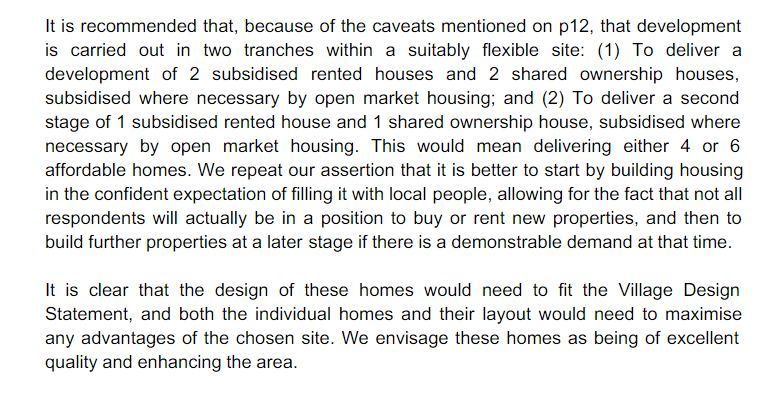 It is recommended that, because of the caveats mentioned on p12, that development
is carried out in two tranches within a suitably flexible site: (1) To deliver a
development of 2 subsidised rented houses and 2 shared ownership houses,
subsidised where necessary by open market housing; and (2) To deliver a second
stage of 1 subsidised rented house and 1 shared ownership house, subsidised where
necessary by open market housing. This would mean delivering either 4 or 6
affordable homes. We repeat our assertion that it is better to start by building housing
in the confident expectation of filling it with local people, allowing for the fact that not all
respondents will actually be in a position to buy or rent new properties, and then to
build further properties at a later stage if there is a demonstrable demand at that time.
It is clear that the design of these homes would need to fit the Village Design
Statement, and both the individual homes and their layout would need to maximise
any advantages of the chosen site. We envisage these homes as being of excellent
quality and enhancing the area.